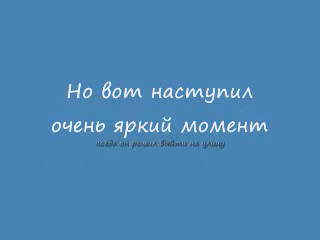 Но вот наступил
очень яркий момент
когда он решил выйти на улицу